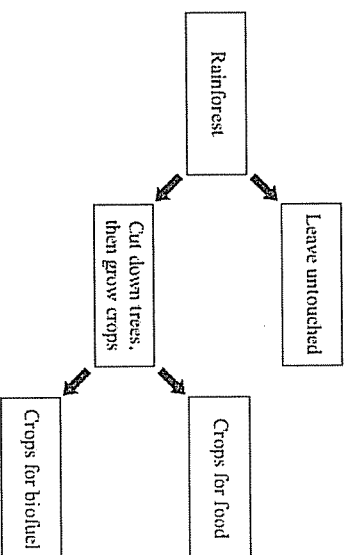 Rainforest
Leave untouched
Cut down trees,
then grow crops
Crops for food
Crops for biofuel